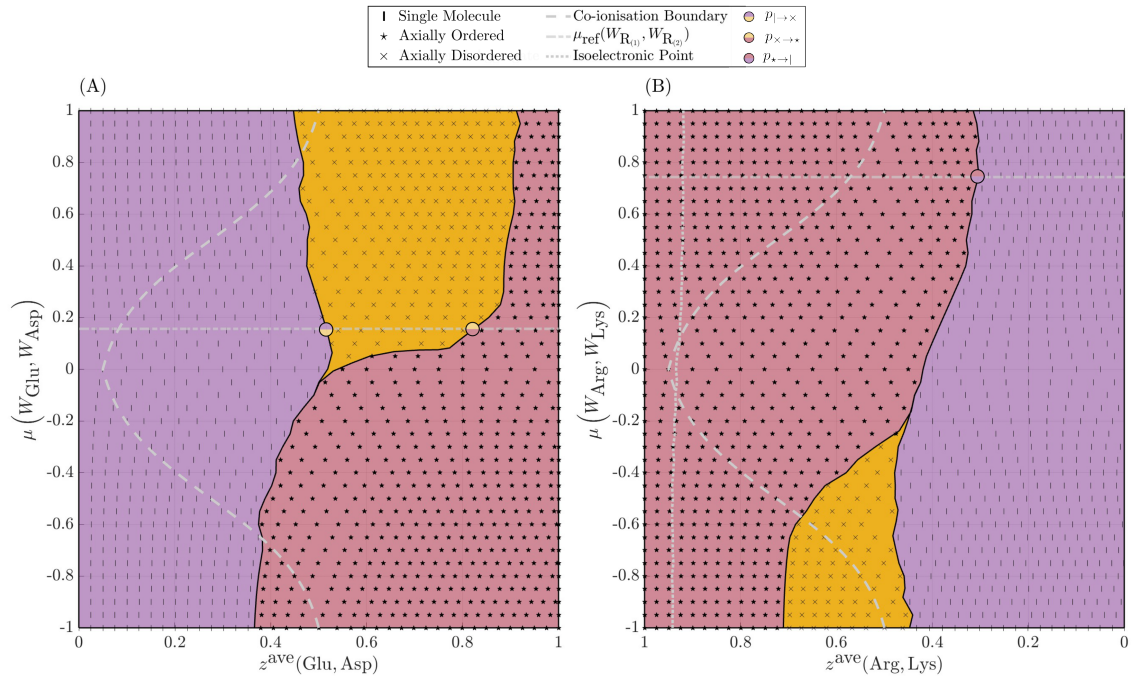 Single Molecule
Axially Ordered
Axially Disordered
Co-ionisation Boundary
μref(WR(1), WR(2))
Isoelectronic Point
p|→×
p×→⋆
p⋆→|
(A)
1
0.8
0.6
0.4
0.2
0
-0.2
-0.4
-0.6
-0.8
-1
μ (WGlu, WAsp)
0 0.2 0.4 0.6 0.8 1
zave(Glu, Asp)
(B)
1
0.8
0.6
0.4
0.2
0
-0.2
-0.4
-0.6
-0.8
-1
μ (WArg, WLys)
1 0.8 0.6 0.4 0.2 0
zave(Arg, Lys)